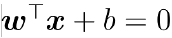 𝒘⊤𝒙 + b = 0